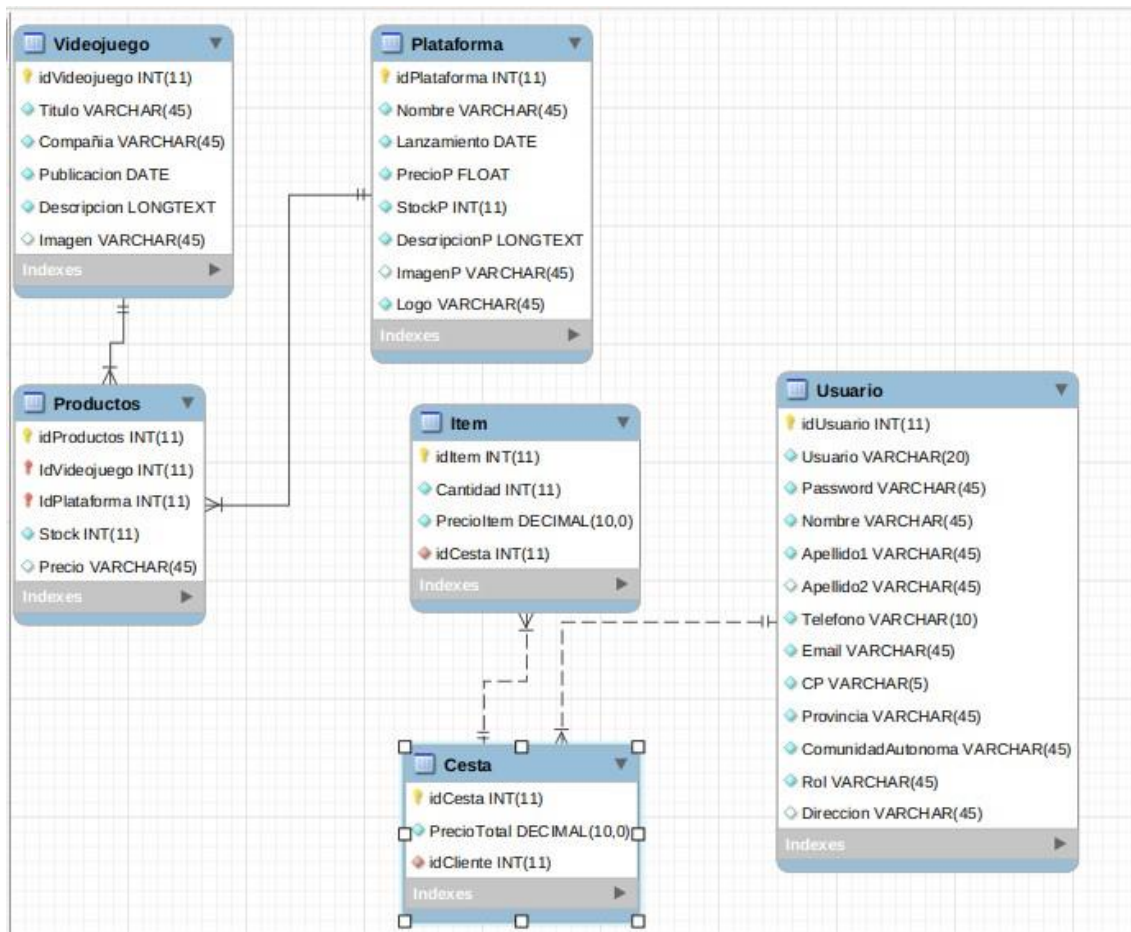 Videojuego
idVideojuego INT(11)
Titulo VARCHAR(45)
Compañia VARCHAR(45)
Publicacion DATE
Descripcion LONGTEXT
Imagen VARCHAR(45)
Indexes
Plataforma
idPlataforma INT(11)
Nombre VARCHAR(45)
Lanzamiento DATE
PrecioP FLOAT
StockP INT(11)
DescripcionP LONGTEXT
ImagenP VARCHAR(45)
Logo VARCHAR(45)
Indexes
Productos
idProductos INT(11)
IdVideojuego INT(11)
IdPlataforma INT(11)
Stock INT(11)
Precio VARCHAR(45)
Indexes
Item
idItem INT(11)
Cantidad INT(11)
PrecioItem DECIMAL(10,0)
idCesta INT(11)
Indexes
Usuario
idUsuario INT(11)
Usuario VARCHAR(20)
Password VARCHAR(45)
Nombre VARCHAR(45)
Apellido1 VARCHAR(45)
Apellido2 VARCHAR(45)
Telefono VARCHAR(10)
Email VARCHAR(45)
CP VARCHAR(5)
Provincia VARCHAR(45)
ComunidadAutonoma VARCHAR(45)
Rol VARCHAR(45)
Direccion VARCHAR(45)
Indexes
Cesta
idCesta INT(11)
PrecioTotal DECIMAL(10,0)
idCliente INT(11)
Indexes